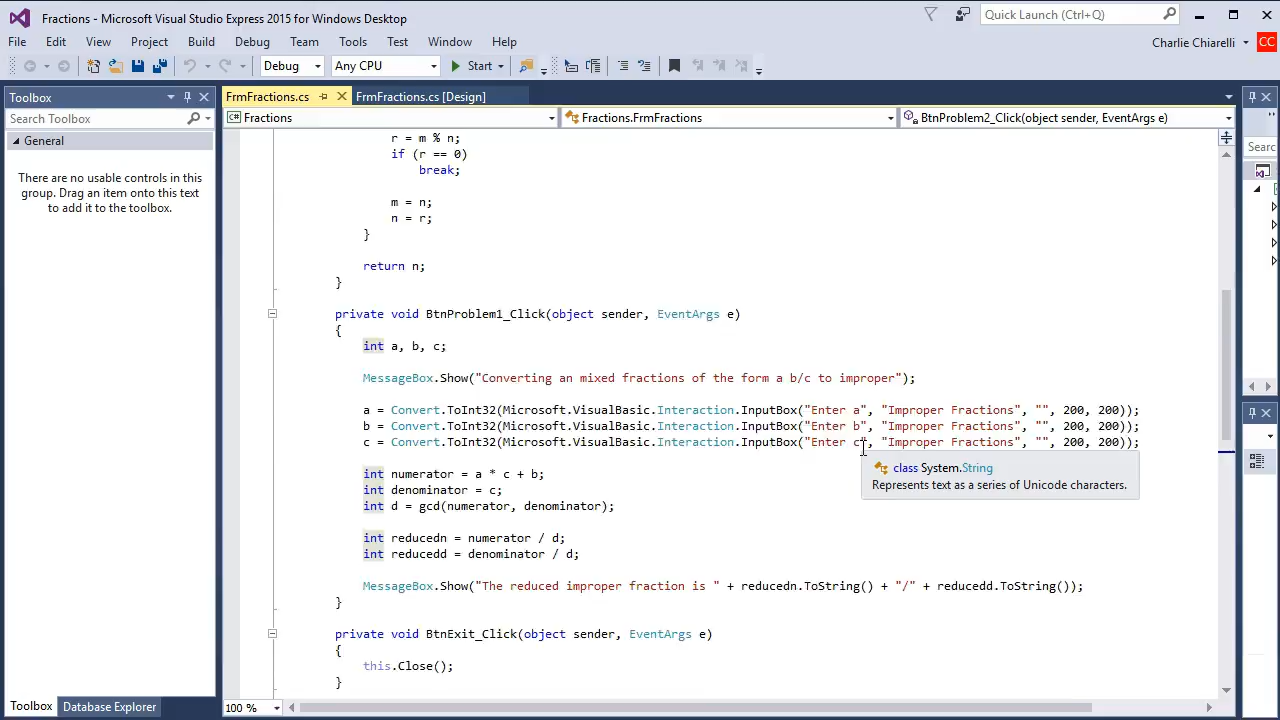 Fractions - Microsoft Visual Studio Express 2015 for Windows Desktop
Quick Launch (Ctrl+Q)
File Edit View Project Build Debug Team Tools Test Window Help
Charlie Chiarelli CC
Debug Any CPU Start
Toolbox
FrmFractions.cs FrmFractions.cs [Design]
Search Toolbox
Fractions Fractions.FrmFractions BtnProblem2_Click(object sender, EventArgs e)
General
Searc
There are no usable controls in this
group. Drag an item onto this text
to add it to the toolbox.
r = m % n;
if (r == 0)
break;
m = n;
n = r;
}
return n;
}
private void BtnProblem1_Click(object sender, EventArgs e)
{
int a, b, c;
MessageBox.Show("Converting an mixed fractions of the form a b/c to improper");
a = Convert.ToInt32(Microsoft.VisualBasic.Interaction.InputBox("Enter a", "Improper Fractions", "", 200, 200));
b = Convert.ToInt32(Microsoft.VisualBasic.Interaction.InputBox("Enter b", "Improper Fractions", "", 200, 200));
c = Convert.ToInt32(Microsoft.VisualBasic.Interaction.InputBox("Enter c", "Improper Fractions", "", 200, 200));
class System.String
Represents text as a series of Unicode characters.
int numerator = a * c + b;
int denominator = c;
int d = gcd(numerator, denominator);
int reducedn = numerator / d;
int reducedd = denominator / d;
MessageBox.Show("The reduced improper fraction is " + reducedn.ToString() + "/" + reducedd.ToString());
}
private void BtnExit_Click(object sender, EventArgs e)
{
this.Close();
}
Toolbox Database Explorer
100 %